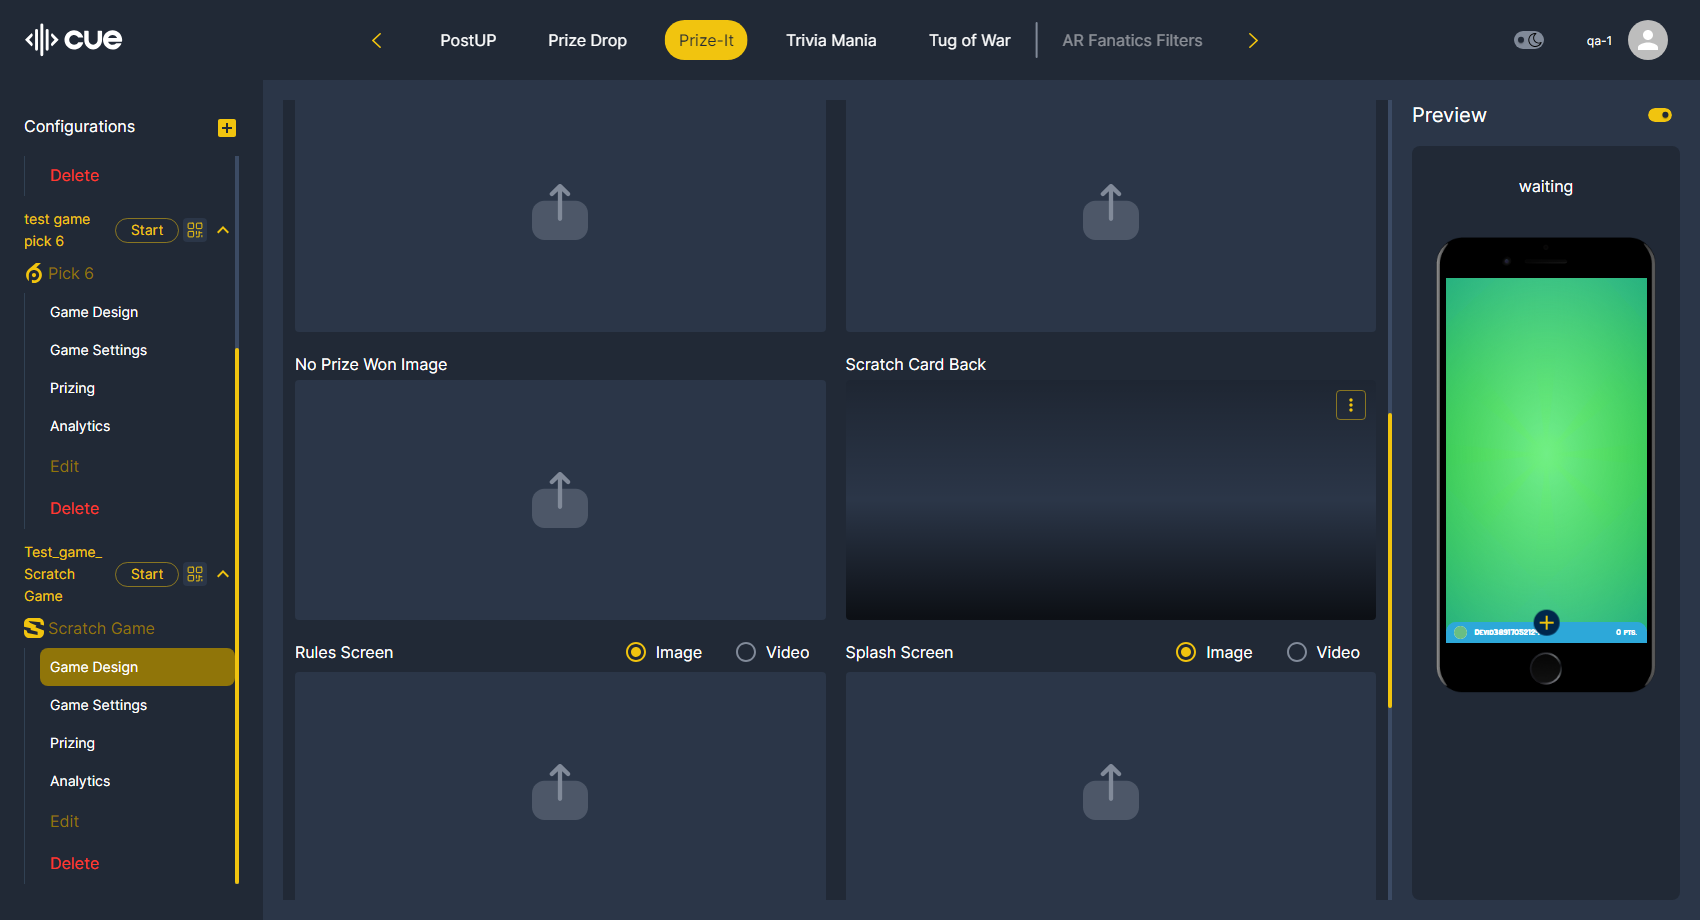 cue
PostUP
Prize Drop
Prize-It
Trivia Mania
Tug of War
AR Fanatics Filters
qa-1
Configurations
Delete
test game
pick 6
Start
Pick 6
Game Design
Game Settings
Prizing
Analytics
Edit
Delete
Test_game_
Scratch
Game
Start
Scratch Game
Game Design
Game Settings
Prizing
Analytics
Edit
Delete
No Prize Won Image
Scratch Card Back
Rules Screen
Image
Video
Splash Screen
Image
Video
Preview
waiting
0 PTS.